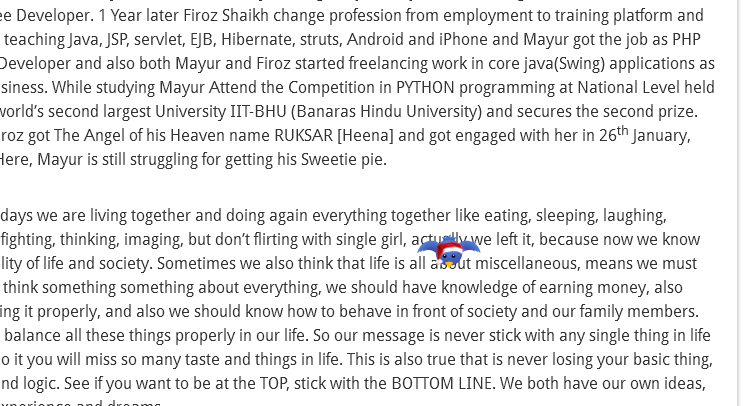 ee Developer. 1 Year later Firoz Shaikh change profession from employment to training platform and
teaching Java, JSP, servlet, EJB, Hibernate, struts, Android and iPhone and Mayur got the job as PHP
Developer and also both Mayur and Firoz started freelancing work in core java(Swing) applications as
siness. While studying Mayur Attend the Competition in PYTHON programming at National Level held
world's second largest University IIT-BHU (Banaras Hindu University) and secures the second prize.
roz got The Angel of his Heaven name RUKSAR [Heena] and got engaged with her in 26th January,
Here, Mayur is still struggling for getting his Sweetie pie.
days we are living together and doing again everything together like eating, sleeping, laughing,
fighting, thinking, imaging, but don't flirting with single girl, actually we left it, because now we know
lity of life and society. Sometimes we also think that life is all about miscellaneous, means we must
think something something about everything, we should have knowledge of earning money, also
ing it properly, and also we should know how to behave in front of society and our family members.
balance all these things properly in our life. So our message is never stick with any single thing in life
o it you will miss so many taste and things in life. This is also true that is never losing your basic thing,
nd logic. See if you want to be at the TOP, stick with the BOTTOM LINE. We both have our own ideas,
xperience and dreams